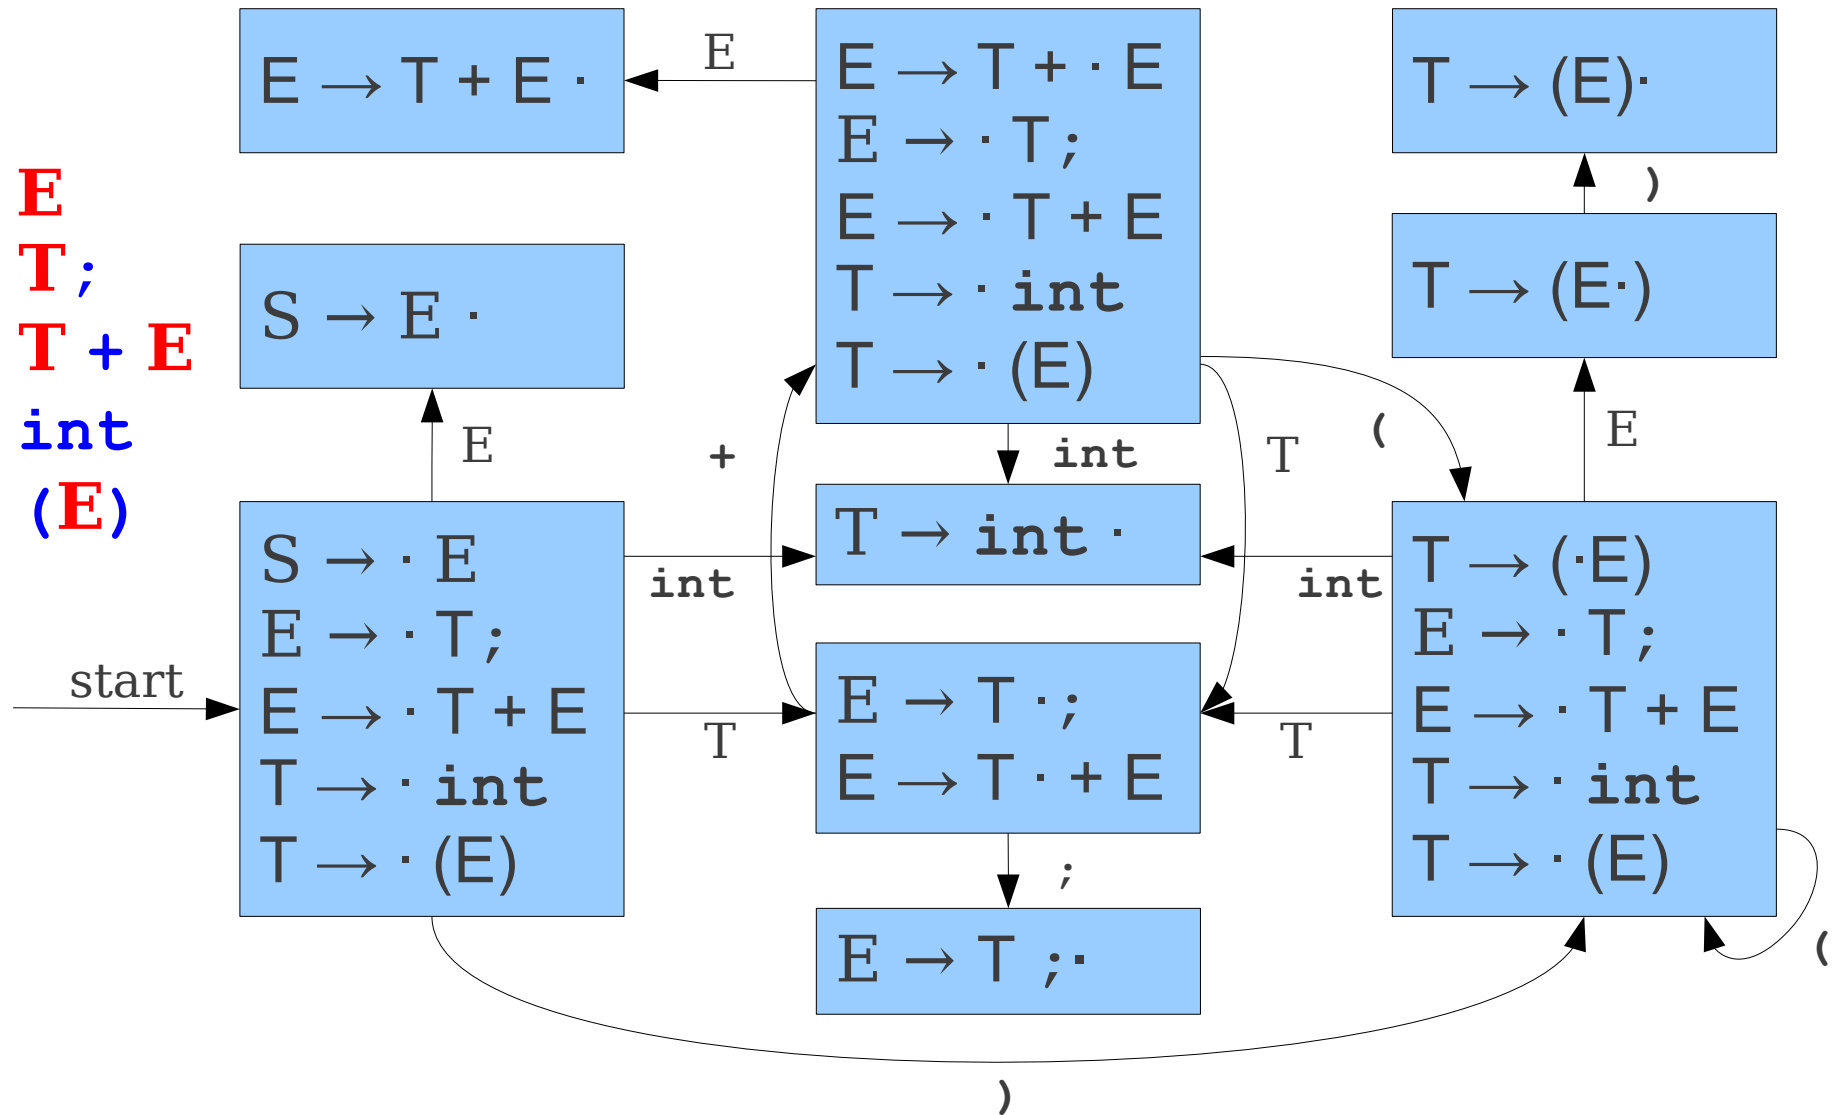 E
T ;
T + E
int
(E)
start
E → T + E ·
E
S → E ·
E
S → · E
E → · T ;
E → · T + E
T → · int
T → · (E)
int
T
+
E → T + · E
E → · T ;
E → · T + E
T → · int
T → · (E)
int
T
(
T → int ·
E → T · ;
E → T · + E
;
E → T ; ·
)
T → (E)·
)
T → (E·)
E
int
T
T → (·E)
E → · T ;
E → · T + E
T → · int
T → · (E)
(